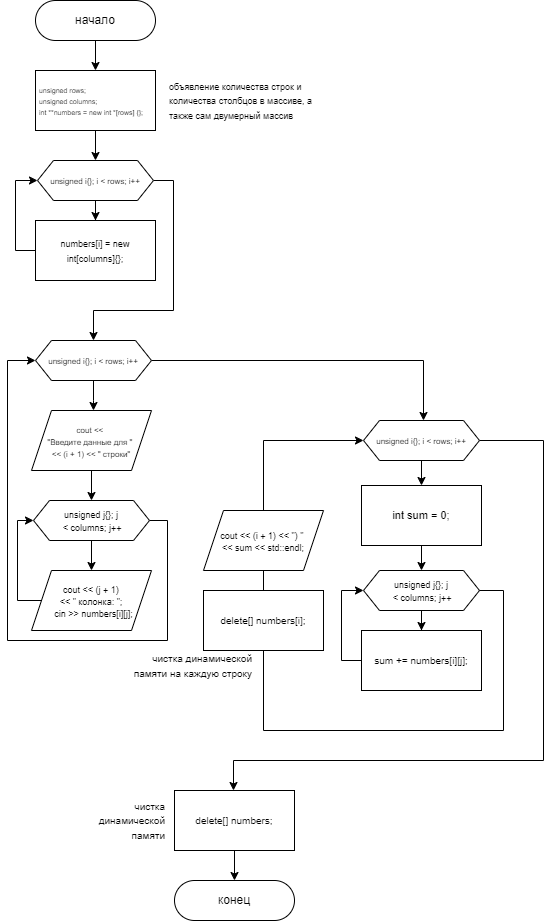 начало
unsigned rows;
unsigned columns;
int **numbers = new int *[rows] {};
объявление количества строк и
количества столбцов в массиве, а
также сам двумерный массив
unsigned i{}; i < rows; i++
numbers[i] = new
int[columns]{};
unsigned i{}; i < rows; i++
cout <<
"Введите данные для "
<< (i + 1) << " строки"
unsigned j{}; j
< columns; j++
cout << (j + 1)
<< " колонка: ";
cin >> numbers[i][j];
unsigned i{}; i < rows; i++
int sum = 0;
unsigned j{}; j
< columns; j++
sum += numbers[i][j];
cout << (i + 1) << ") "
<< sum << std::endl;
delete[] numbers[i];
чистка динамической
памяти на каждую строку
чистка
динамической
памяти
delete[] numbers;
конец